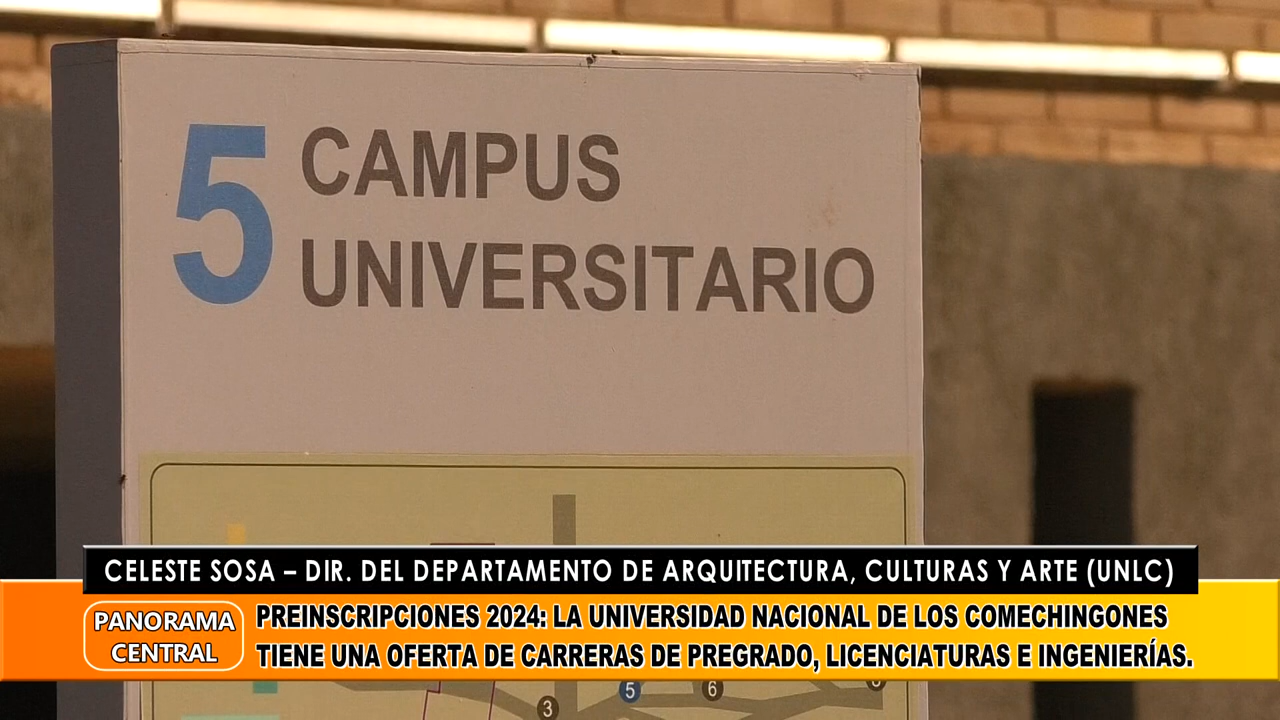 5 CAMPUS
UNIVERSITARIO
CELESTE SOSA – DIR. DEL DEPARTAMENTO DE ARQUITECTURA, CULTURAS Y ARTE (UNLC)
PANORAMA
CENTRAL
PREINSCRIPCIONES 2024: LA UNIVERSIDAD NACIONAL DE LOS COMECHINGONES
TIENE UNA OFERTA DE CARRERAS DE PREGRADO, LICENCIATURAS E INGENIERÍAS.
3 5 6